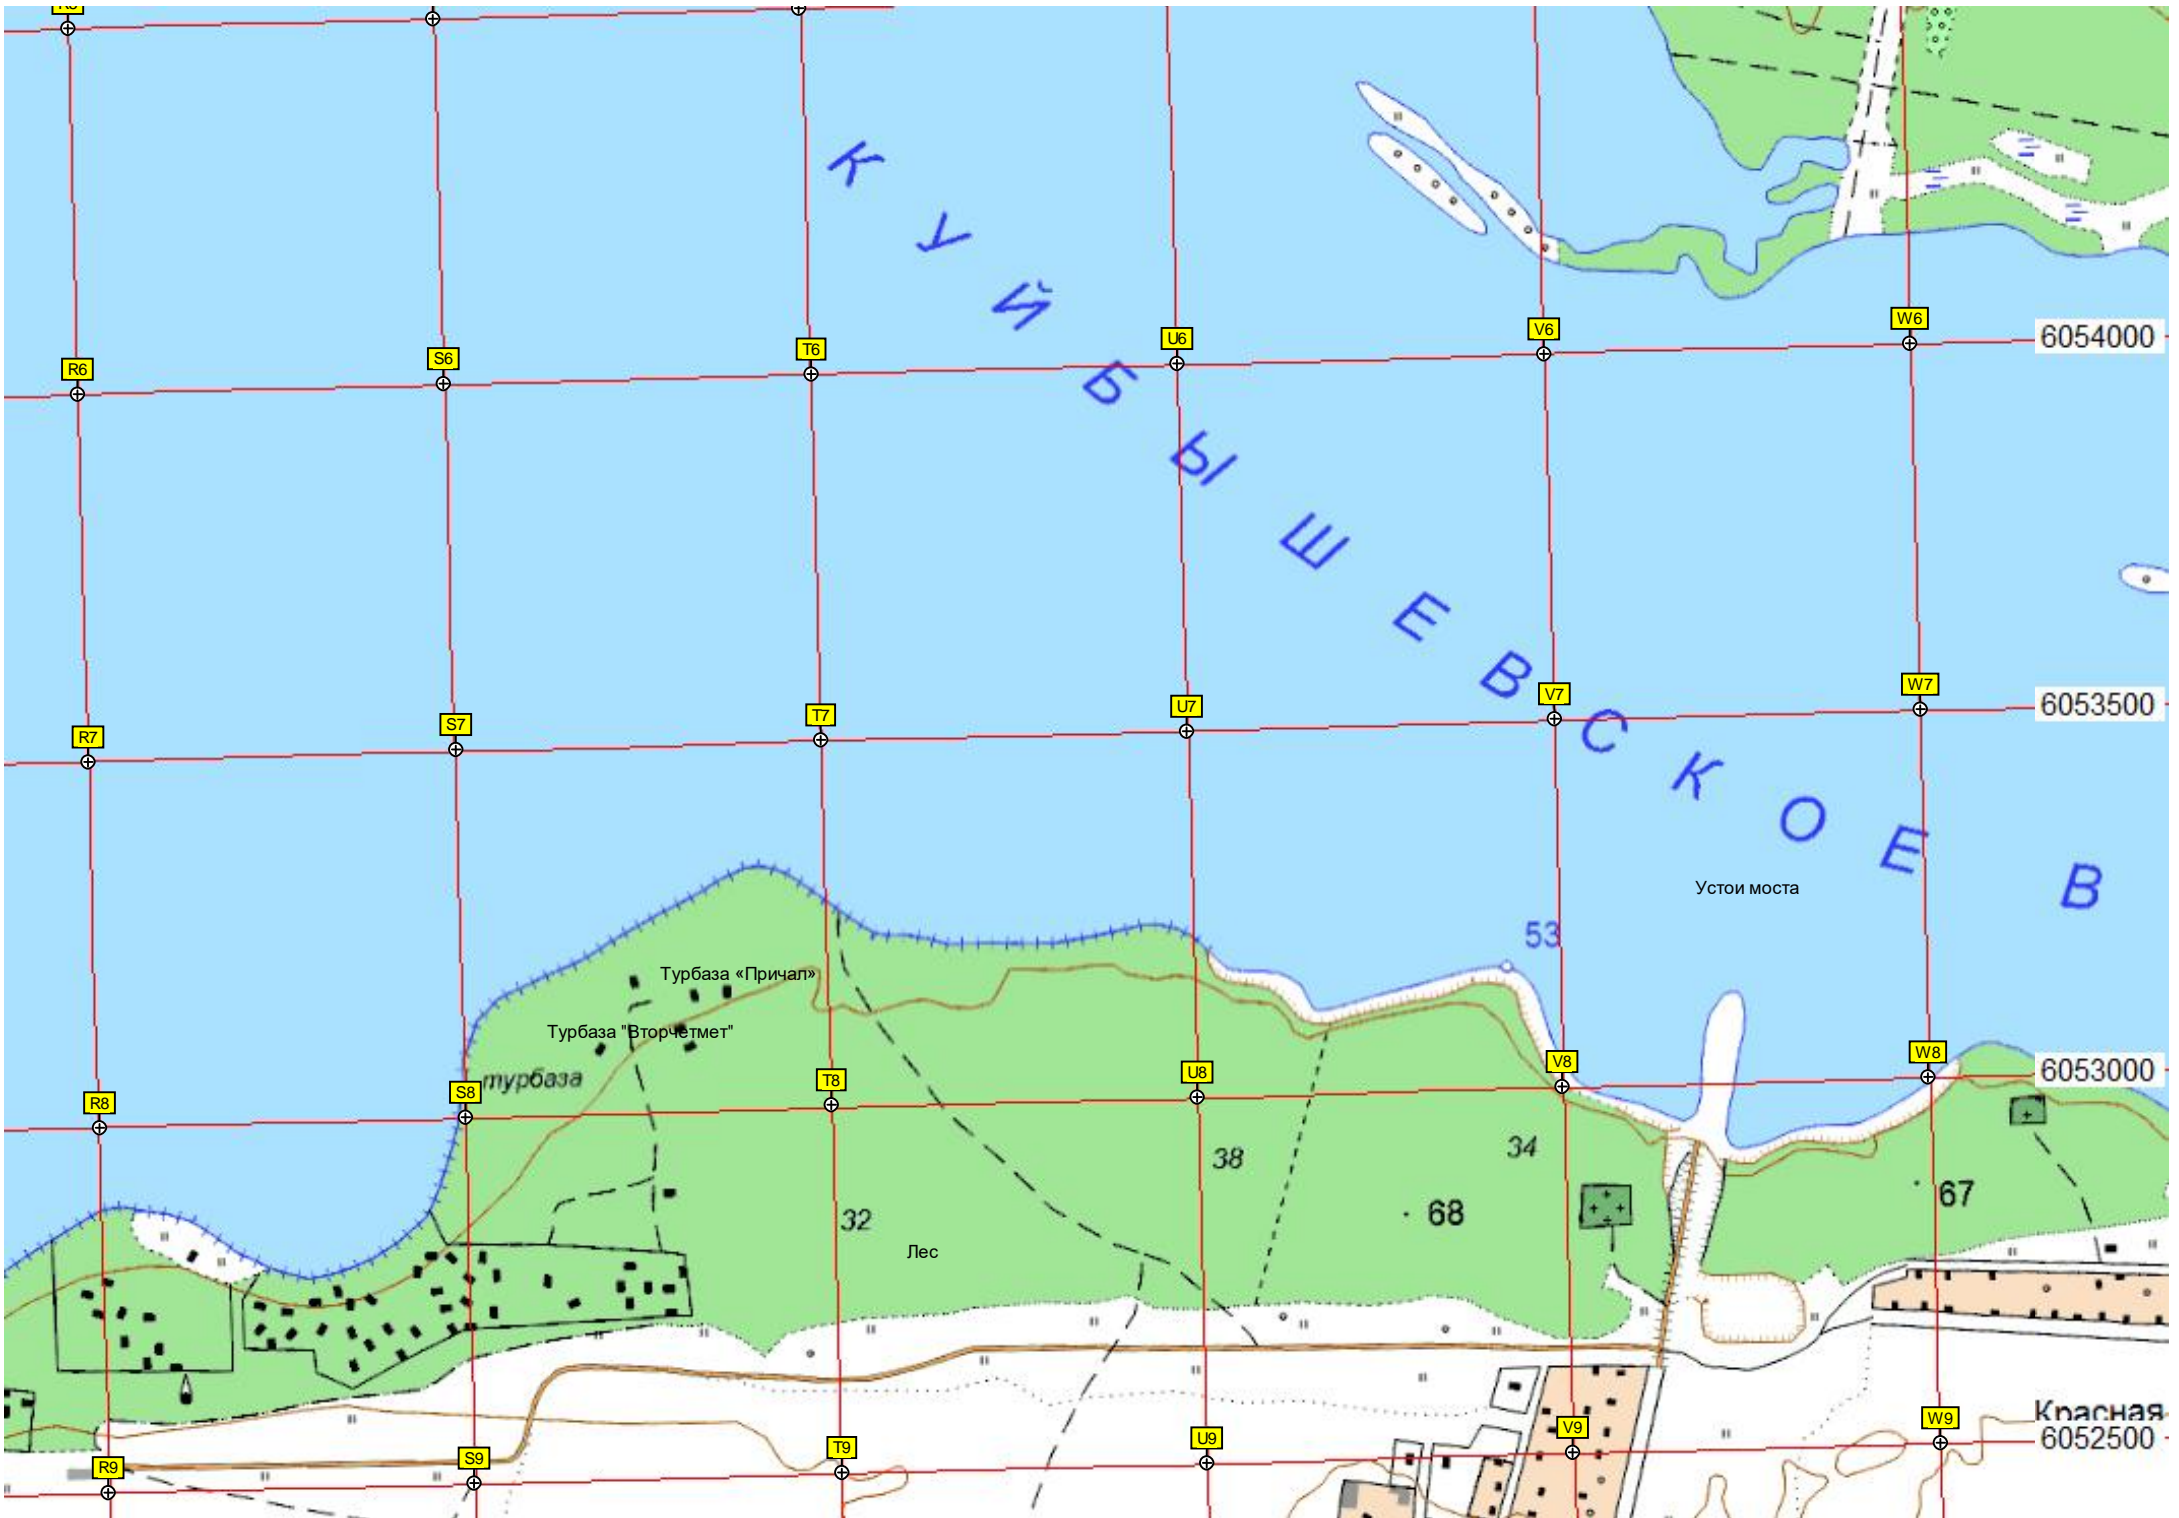 К У Й Б Ы Ш Е В С К О Е В
R6
S6
T6
U6
V6
W6
6054000
R7
S7
T7
U7
V7
W7
6053500
Устои моста
53
Турбаза «Причал»
Турбаза "Вторчетмет"
турбаза
R8
S8
T8
U8
V8
W8
6053000
38
34
32
68
67
Лес
Красная
R9
S9
T9
U9
V9
W9
6052500